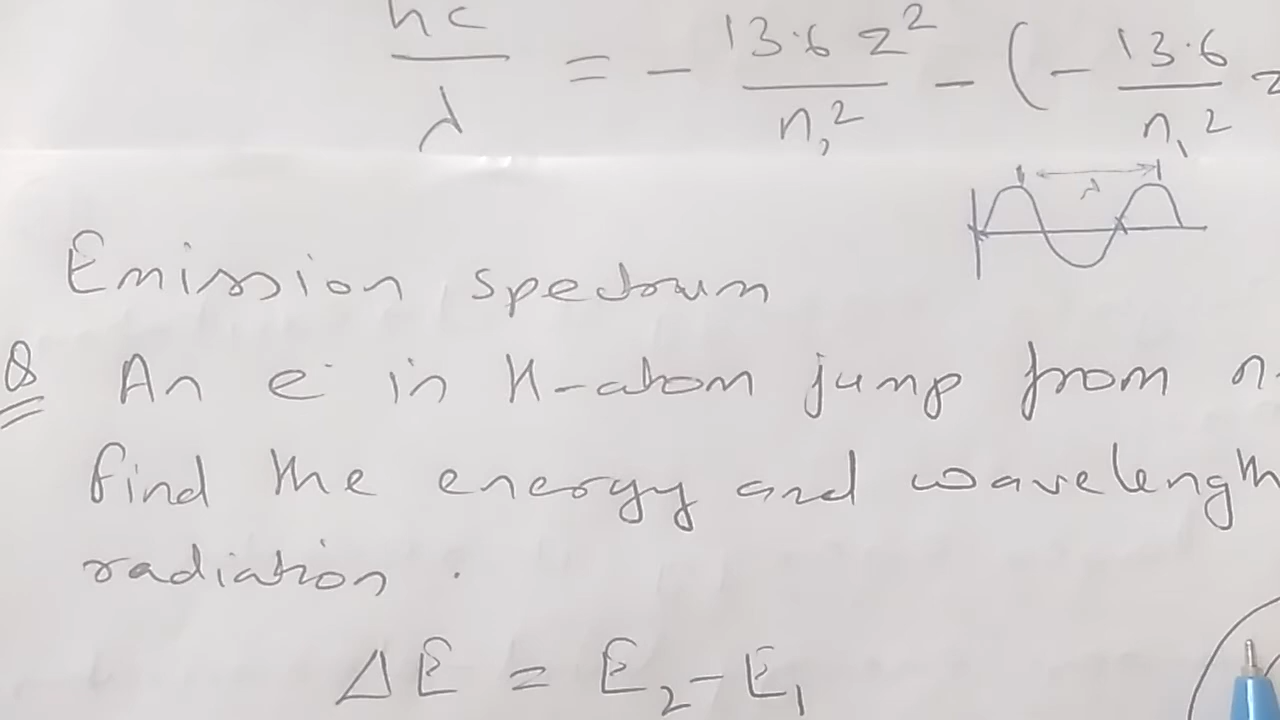 hc/λ = - 13.6 z²/n₂² - (- 13.6 z/n₁²
λ
Emission spectrum
Q An e⁻ in H-atom jump from n
find the energy and wavelength
radiation .
ΔE = E₂-E₁